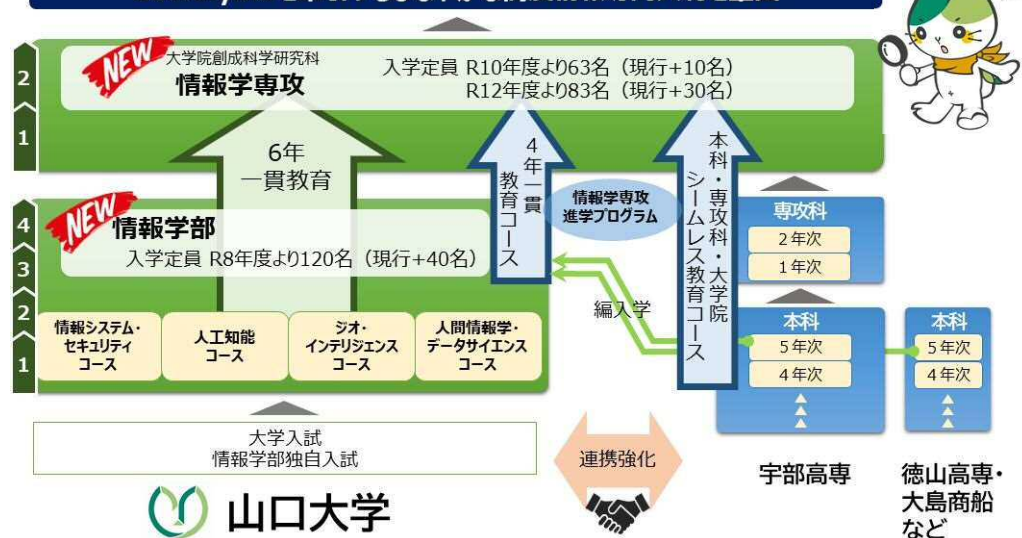 NEW
大学院創成科学研究科
情報学専攻
入学定員 R10年度より63名（現行+10名）
R12年度より83名（現行+30名）
2
1
6年
一貫教育
4年一貫
教育コース
情報学専攻
進学プログラム
本科・専攻科・大学院
シームレス教育コース
NEW
情報学部
入学定員 R8年度より120名（現行+40名）
4
3
2
1
情報システム・
セキュリティ
コース
人工知能
コース
ジオ・
インテリジェンス
コース
人間情報学・
データサイエンス
コース
編入学
専攻科
2年次
1年次
本科
5年次
4年次
本科
5年次
4年次
大学入試
情報学部独自入試
連携強化
山口大学
宇部高専
徳山高専・
大島商船
など